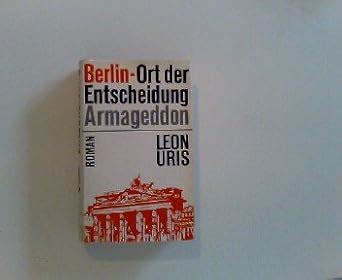 Berlin-Ort der
Entscheidung
Armageddon
ROMAN
LEON
URIS